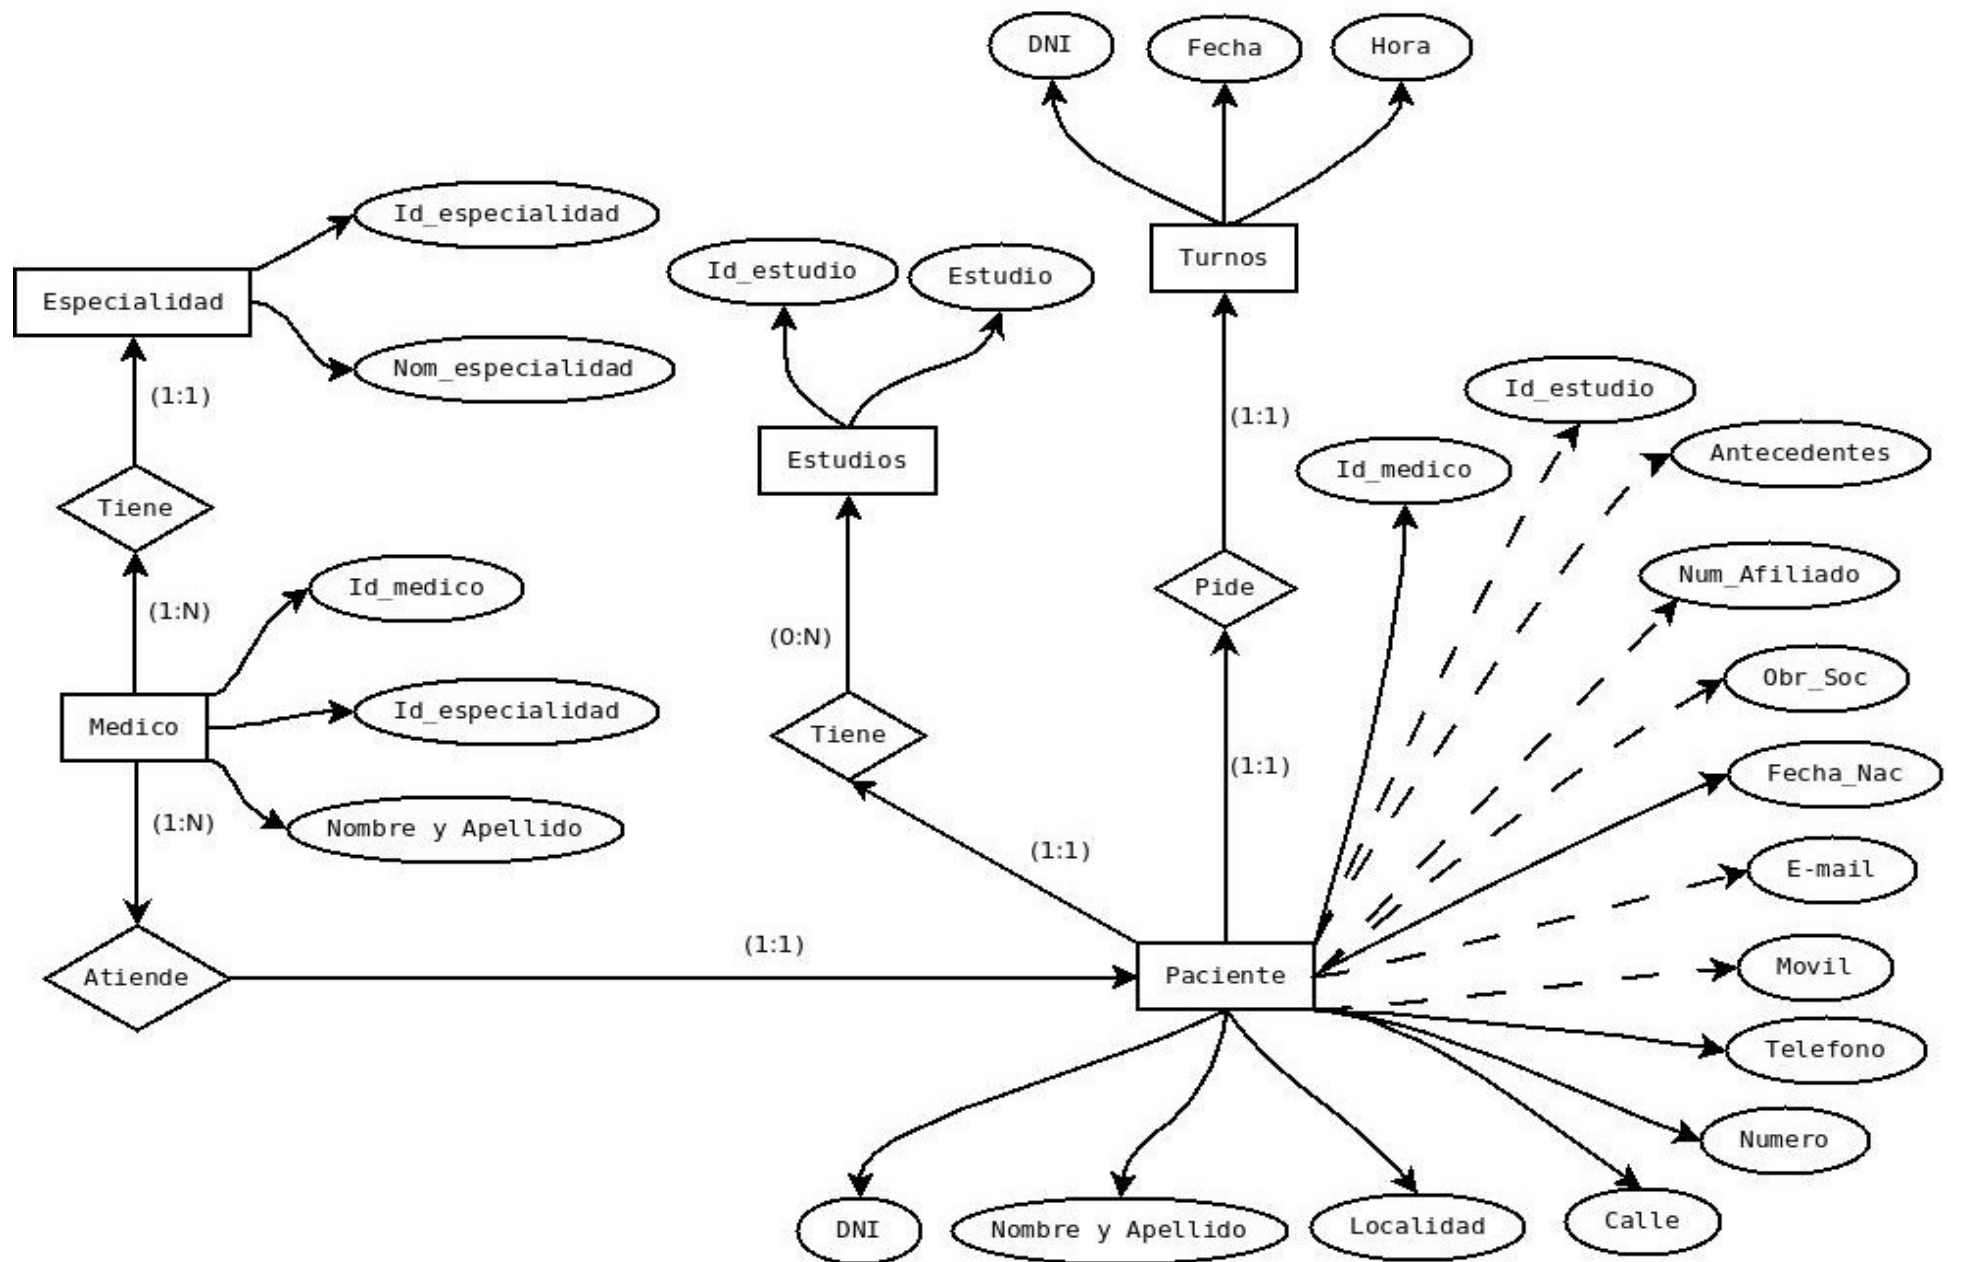 DNI
Fecha
Hora
Id_especialidad
Turnos
Id_estudio
Estudio
Especialidad
Nom_especialidad
(1:1)
Id_estudio
(1:1)
Antecedentes
Estudios
Id_medico
Tiene
Num_Afiliado
Id_medico
Pide
(1:N)
(0:N)
Obr_Soc
Id_especialidad
Medico
Tiene
(1:1)
Fecha_Nac
(1:N)
Nombre y Apellido
(1:1)
E-mail
(1:1)
Movil
Atiende
Paciente
Telefono
Numero
DNI
Nombre y Apellido
Localidad
Calle